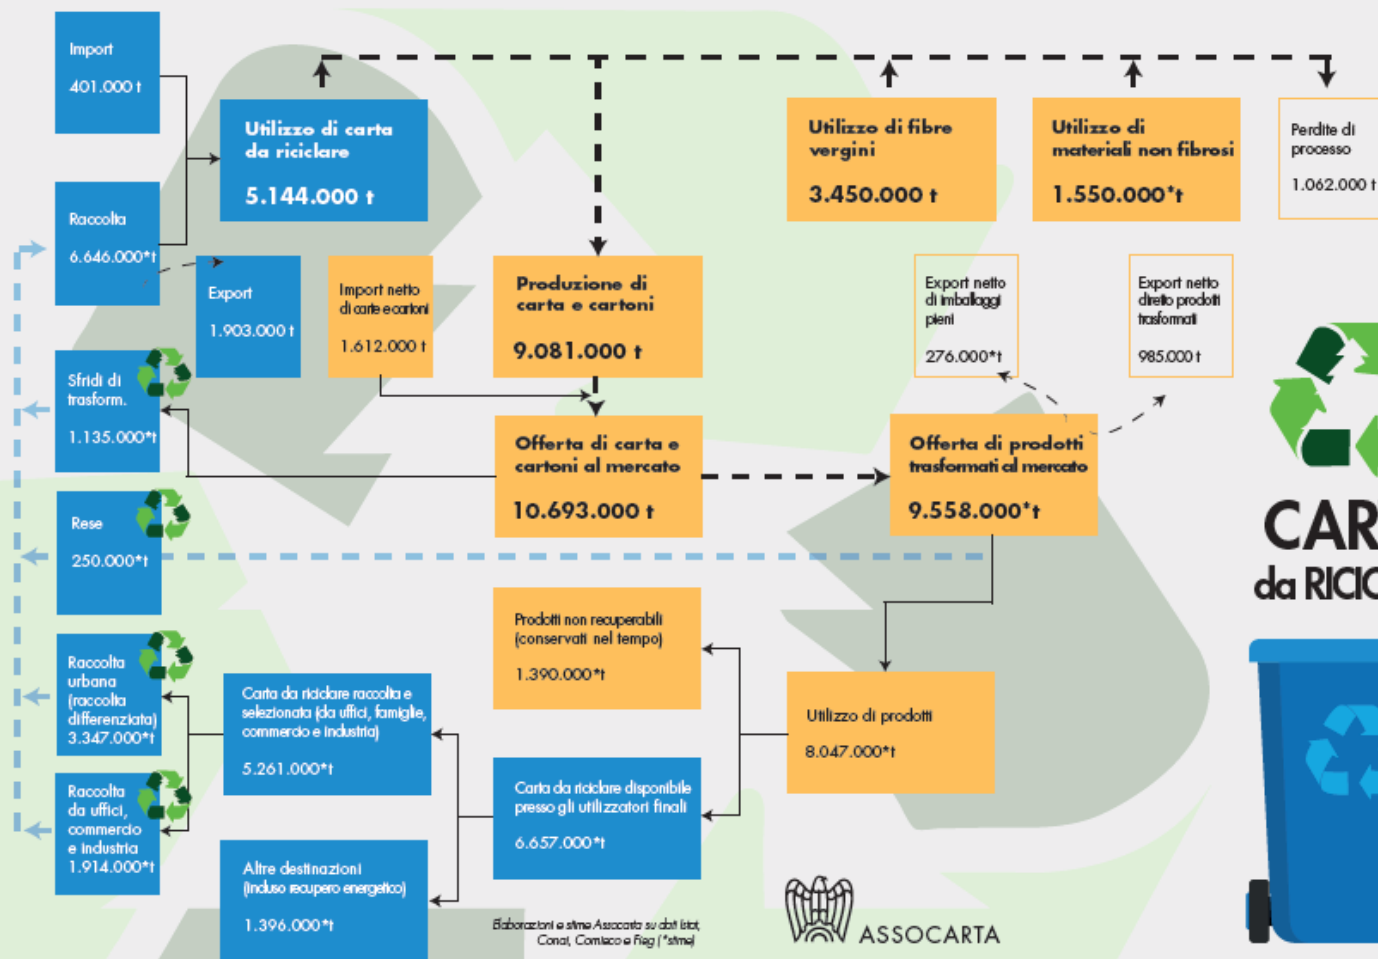 Import
401.000 t
Utilizzo di carta
da riciclare
5.144.000 t
Utilizzo di fibre
vergini
3.450.000 t
Utilizzo di
materiali non fibrosi
1.550.000*t
Perdite di
processo
1.062.000 t
Raccolta
6.646.000*t
Export
1.903.000 t
Import netto
di carte e cartoni
1.612.000 t
Produzione di
carta e cartoni
9.081.000 t
Export netto
di imballaggi
pieni
276.000*t
Export netto
diretto prodotti
trasformati
985.000 t
Sfridi di
trasform.
1.135.000*t
Offerta di carta e
cartoni al mercato
10.693.000 t
Offerta di prodotti
trasformati al mercato
9.558.000*t
Rese
250.000*t
CAR
da RICIC
Prodotti non recuperabili
(conservati nel tempo)
1.390.000*t
Raccolta
urbana
(raccolta
differenziata)
3.347.000*t
Carta da riciclare raccolta e
selezionata (da uffici, famiglie,
commercio e industria)
5.261.000*t
Utilizzo di prodotti
8.047.000*t
Raccolta
da uffici,
commercio
e industria
1.914.000*t
Carta da riciclare disponibile
presso gli utilizzatori finali
6.657.000*t
Altre destinazioni
(incluso recupero energetico)
1.396.000*t
Elaborazioni e stime Assocarta su dati Istat,
Conai, Comieco e Fieg (*stime)
ASSOCARTA